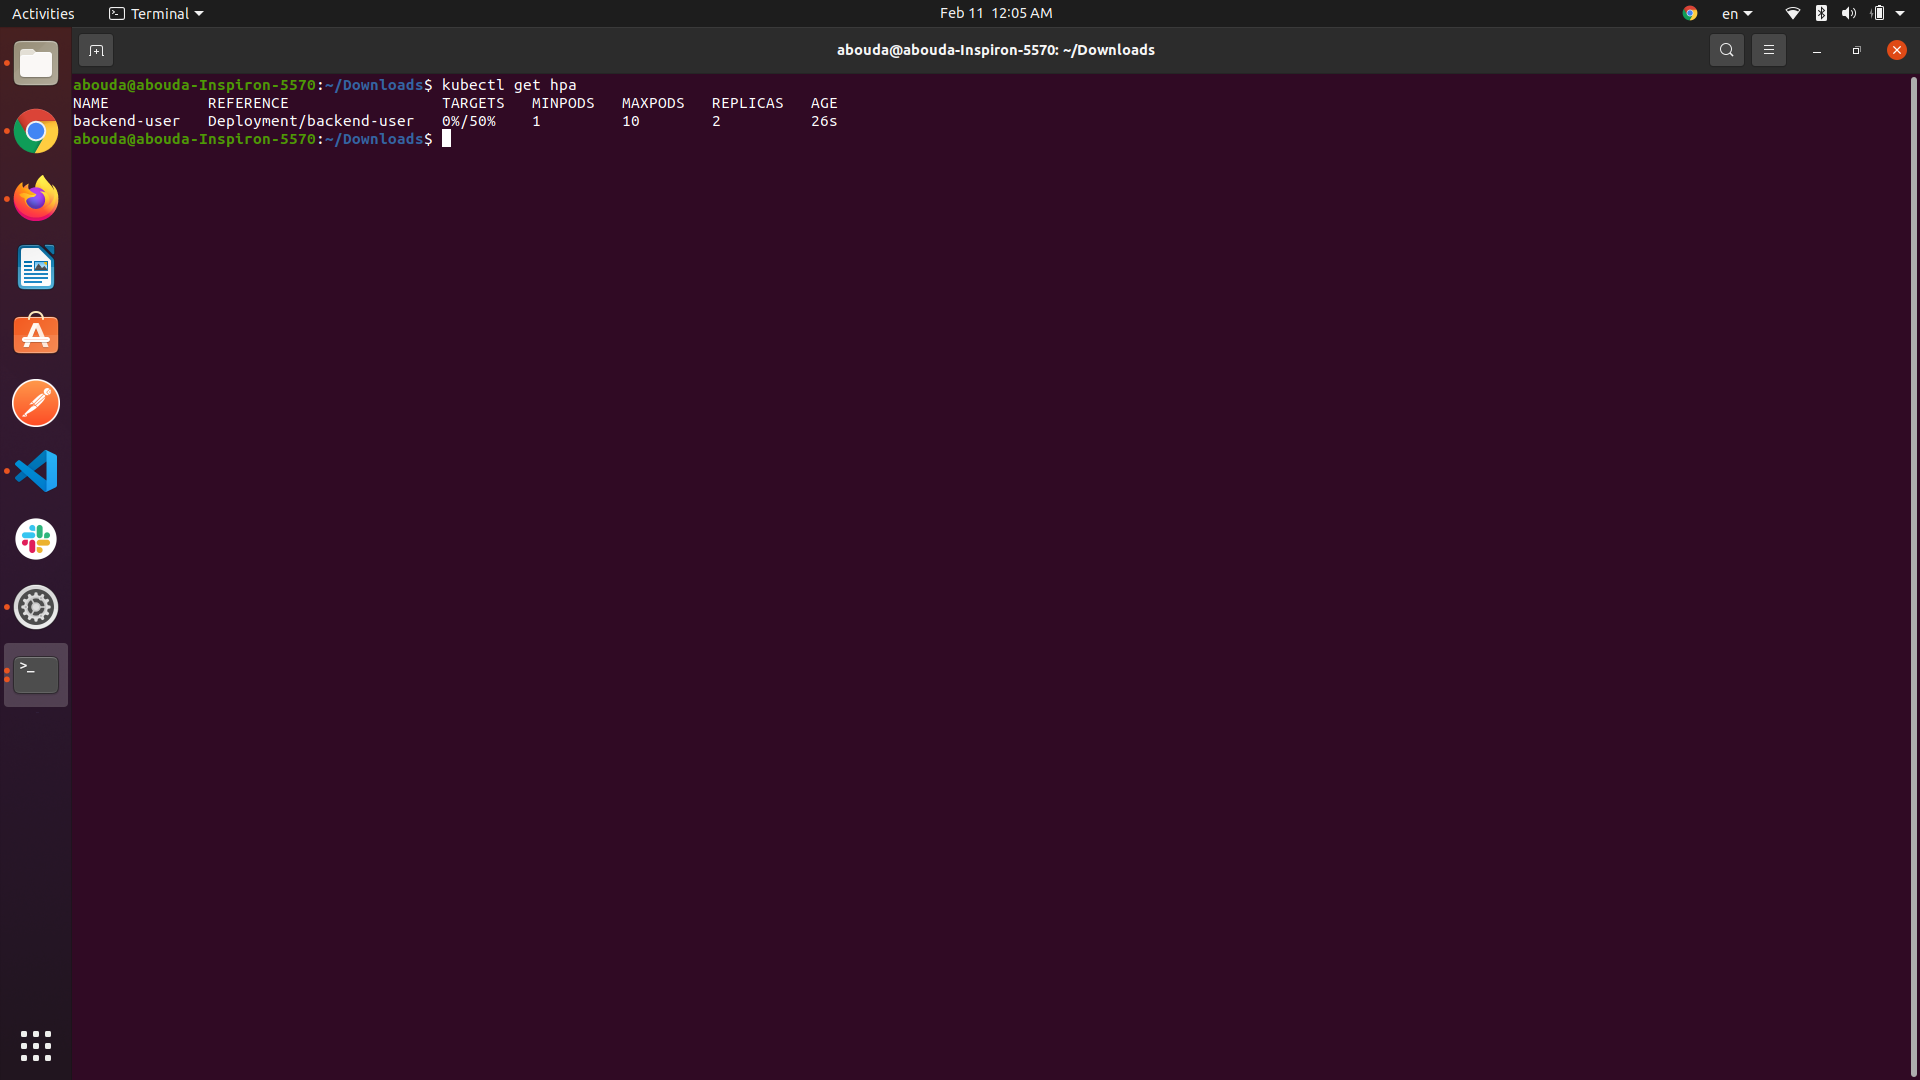 Activities
Terminal
Feb 11 12:05 AM
en
abouda@abouda-Inspiron-5570: ~/Downloads
abouda@abouda-Inspiron-5570:~/Downloads$ kubectl get hpa
NAME REFERENCE TARGETS MINPODS MAXPODS REPLICAS AGE
backend-user Deployment/backend-user 0%/50% 1 10 2 26s
abouda@abouda-Inspiron-5570:~/Downloads$